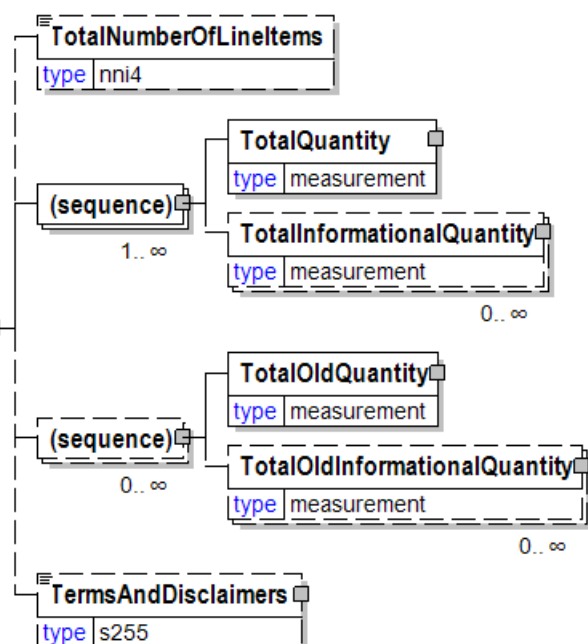 TotalNumberOfLineItems
type nni4
TotalQuantity
type measurement
(sequence)
1.. ∞
TotalInformationalQuantity
type measurement
0.. ∞
TotalOldQuantity
type measurement
(sequence)
0.. ∞
TotalOldInformationalQuantity
type measurement
0.. ∞
TermsAndDisclaimers
type s255